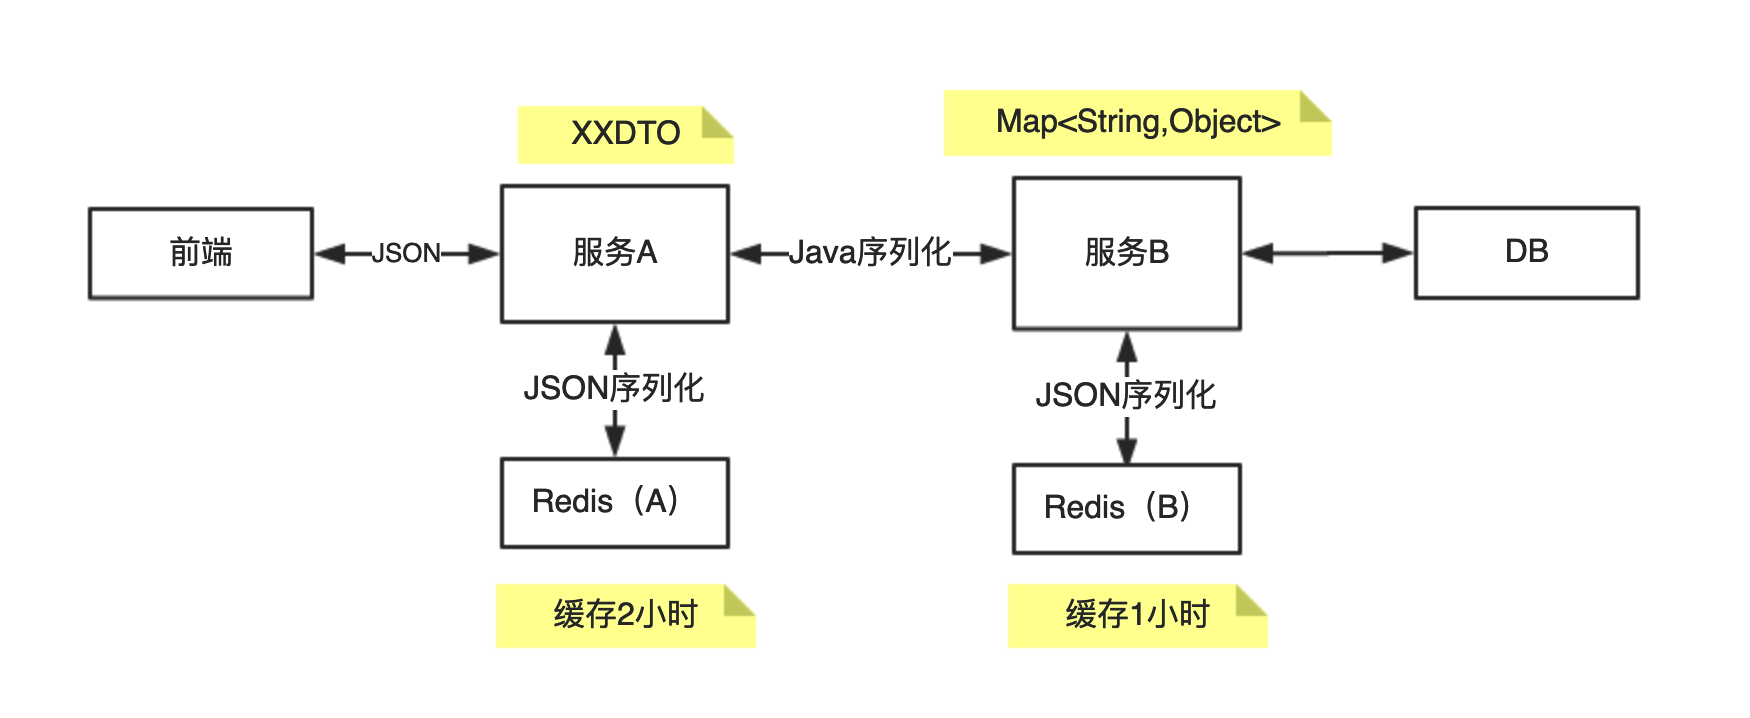 XXDTO
Map<String,Object>
前端
JSON
服务A
Java序列化
服务B
DB
JSON序列化
JSON序列化
Redis（A）
Redis（B）
缓存2小时
缓存1小时